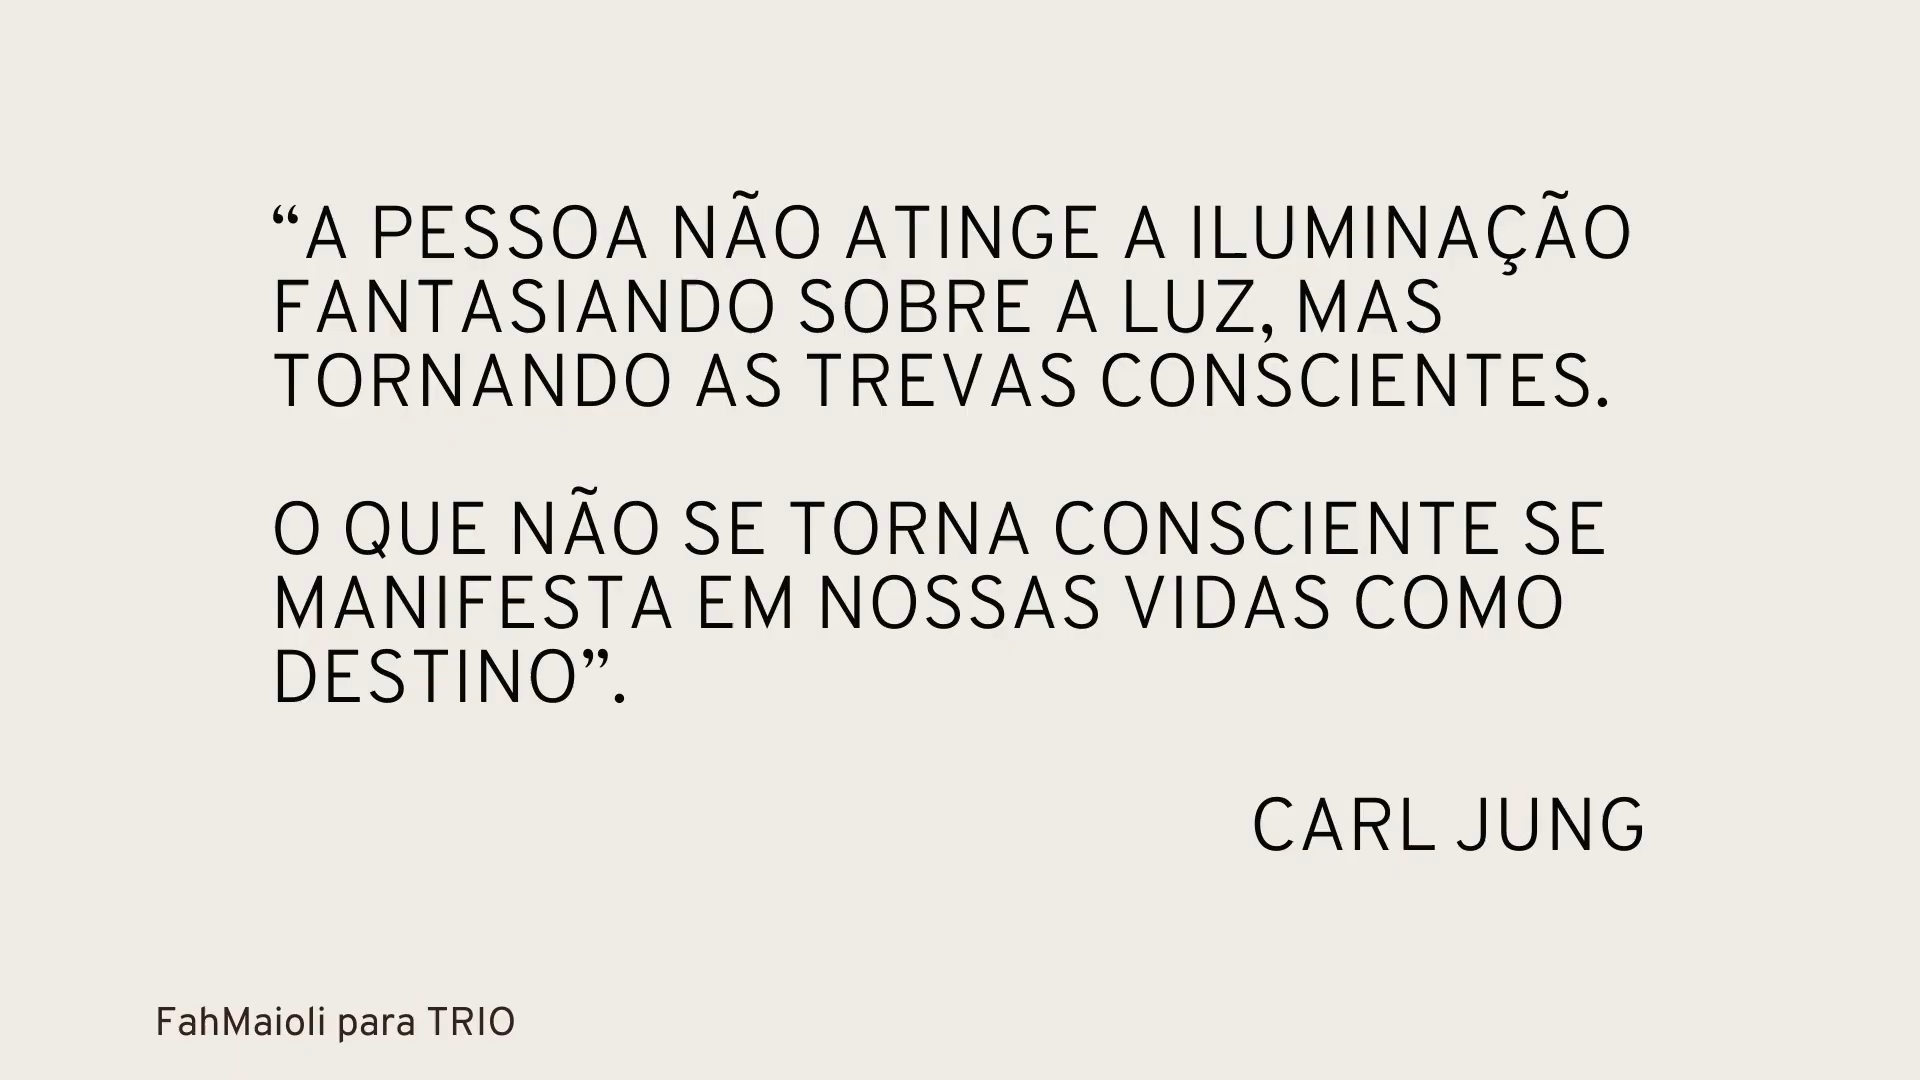 “A PESSOA NÃO ATINGE A ILUMINAÇÃO
FANTASIANDO SOBRE A LUZ, MAS
TORNANDO AS TREVAS CONSCIENTES.
O QUE NÃO SE TORNA CONSCIENTE SE
MANIFESTA EM NOSSAS VIDAS COMO
DESTINO”.
CARL JUNG
FahMaioli para TRIO